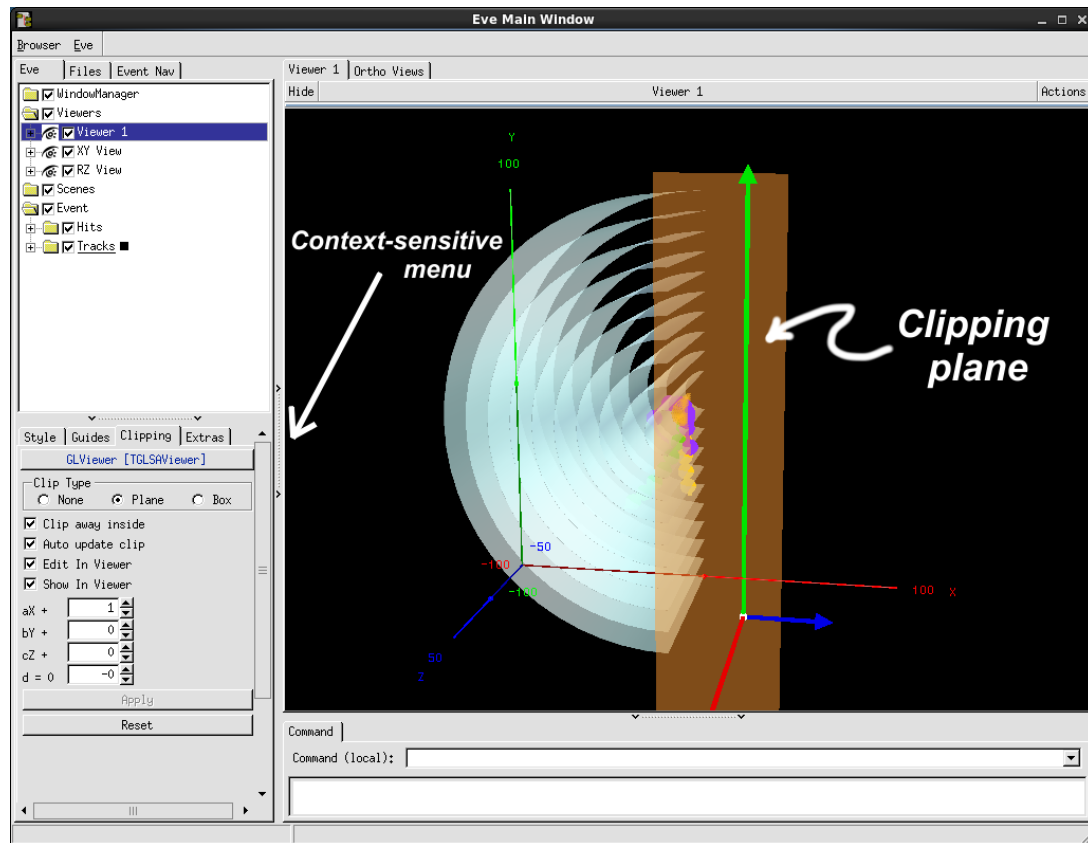 Eve Main Window
Browser Eve
Eve Files Event Nav
WindowManager
Viewers
Viewer 1
XY View
RZ View
Scenes
Event
Hits
Tracks
Style Guides Clipping Extras
GLViewer [TGLSAViewer]
Clip Type
None Plane Box
Clip away inside
Auto update clip
Edit In Viewer
Show In Viewer
aX + 1
bY + 0
cZ + 0
d = 0 -0
Apply
Reset
Viewer 1 Ortho Views
Hide Viewer 1 Actions
Y
100
Context-sensitive
menu
Clipping
plane
-50
-100
-100
100 X
50
Z
Command
Command (local):